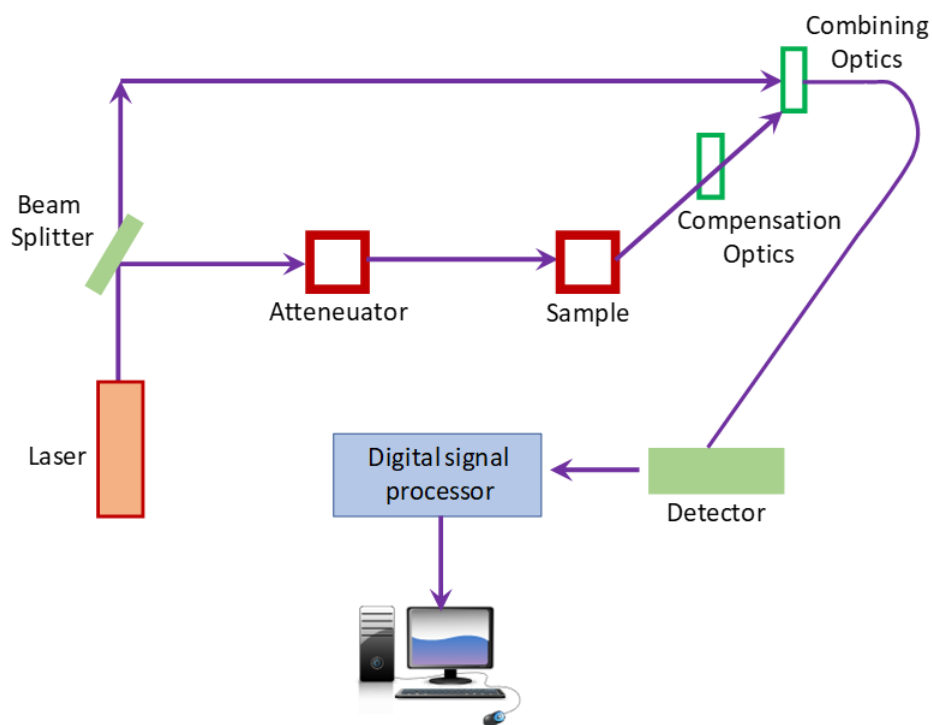 Combining
Optics
Beam
Splitter
Compensation
Optics
Atteneuator
Sample
Laser
Digital signal
processor
Detector